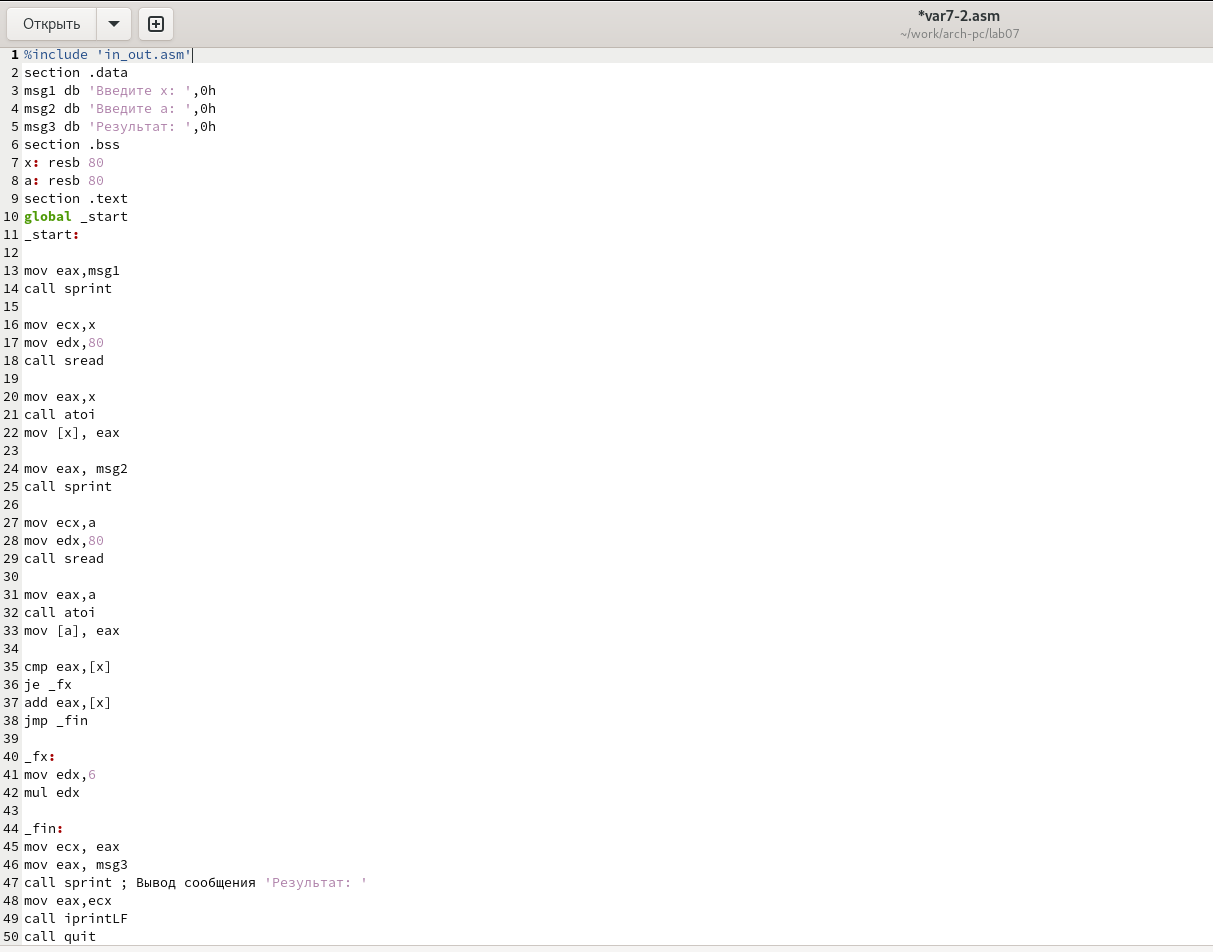 Открыть
*var7-2.asm
~/work/arch-pc/lab07
1 %include 'in_out.asm'
2 section .data
3 msg1 db 'Введите x: ',0h
4 msg2 db 'Введите a: ',0h
5 msg3 db 'Результат: ',0h
6 section .bss
7 x: resb 80
8 a: resb 80
9 section .text
10 global _start
11 _start:
12
13 mov eax,msg1
14 call sprint
15
16 mov ecx,x
17 mov edx,80
18 call sread
19
20 mov eax,x
21 call atoi
22 mov [x], eax
23
24 mov eax, msg2
25 call sprint
26
27 mov ecx,a
28 mov edx,80
29 call sread
30
31 mov eax,a
32 call atoi
33 mov [a], eax
34
35 cmp eax,[x]
36 je _fx
37 add eax,[x]
38 jmp _fin
39
40 _fx:
41 mov edx,6
42 mul edx
43
44 _fin:
45 mov ecx, eax
46 mov eax, msg3
47 call sprint ; Вывод сообщения 'Результат: '
48 mov eax,ecx
49 call iprintLF
50 call quit